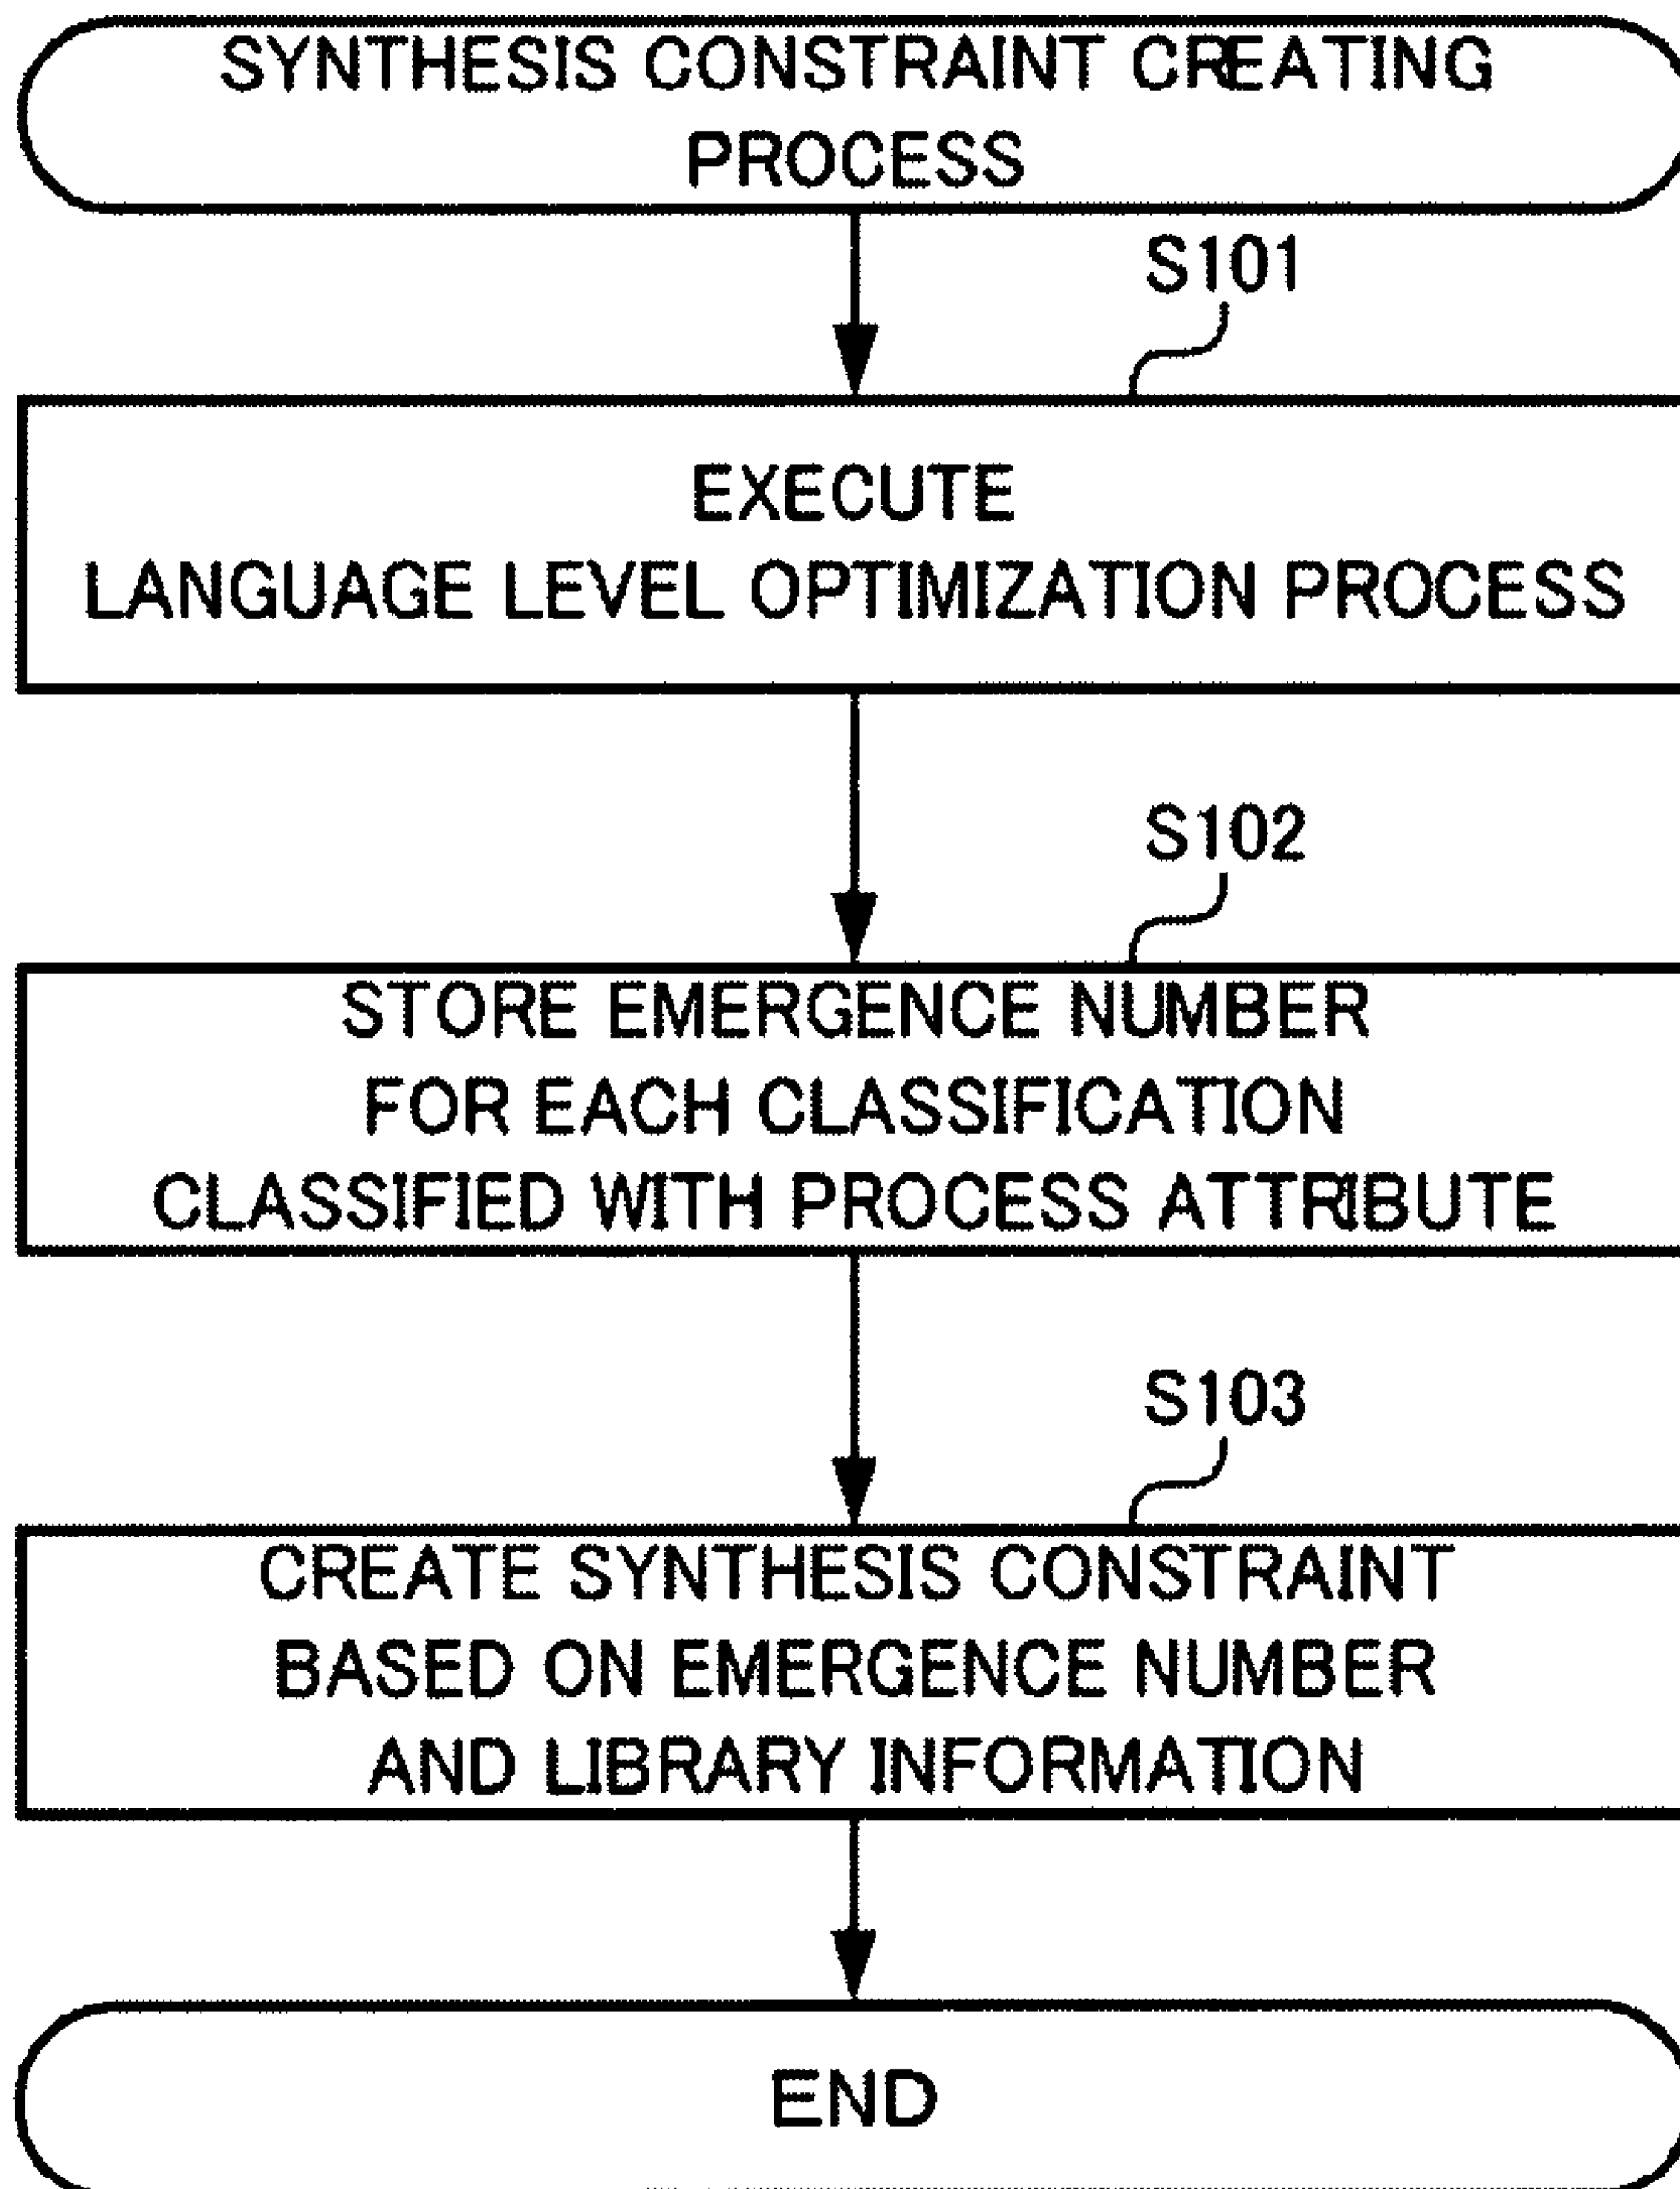 SYNTHESIS CONSTRAINT CREATING
PROCESS
S101
EXECUTE
LANGUAGE LEVEL OPTIMIZATION PROCESS
S102
STORE EMERGENCE NUMBER
FOR EACH CLASSIFICATION
CLASSIFIED WITH PROCESS ATTRIBUTE
S103
CREATE SYNTHESIS CONSTRAINT
BASED ON EMERGENCE NUMBER
AND LIBRARY INFORMATION
END